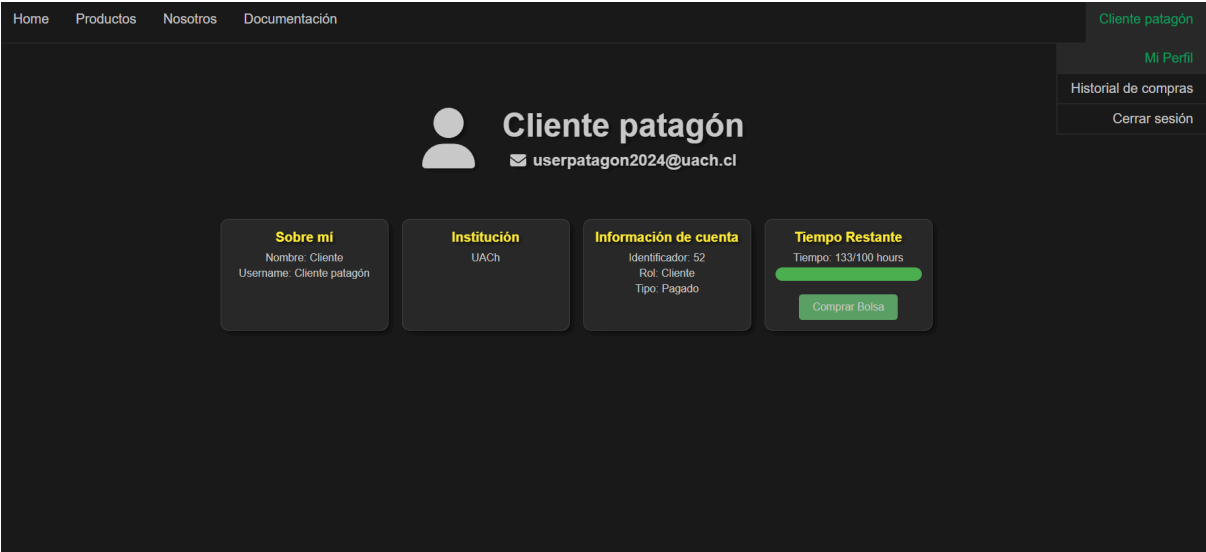 Home Productos Nosotros Documentación Cliente patagón
Mi Perfil
Historial de compras
Cerrar sesión
Cliente patagón
userpatagon2024@uach.cl
Sobre mí
Nombre: Cliente
Username: Cliente patagón
Institución
UACh
Información de cuenta
Identificador: 52
Rol: Cliente
Tipo: Pagado
Tiempo Restante
Tiempo: 133/100 hours
Comprar Bolsa